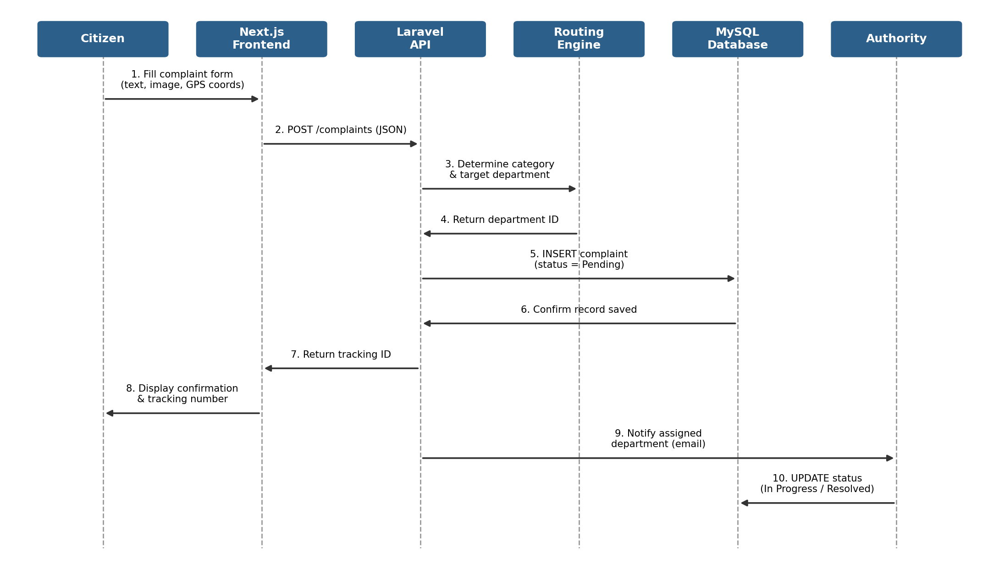 Citizen
Next.js
Frontend
Laravel
API
Routing
Engine
MySQL
Database
Authority
1. Fill complaint form
(text, image, GPS coords)
2. POST /complaints (JSON)
3. Determine category
& target department
4. Return department ID
5. INSERT complaint
(status = Pending)
6. Confirm record saved
7. Return tracking ID
8. Display confirmation
& tracking number
9. Notify assigned
department (email)
10. UPDATE status
(In Progress / Resolved)